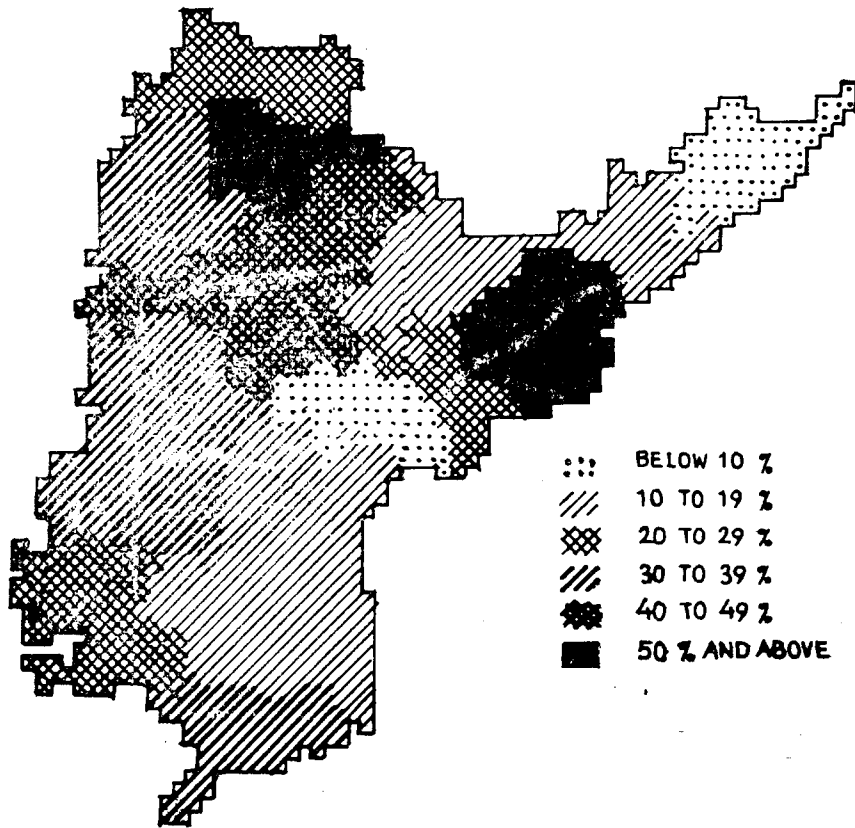 BELOW 10 %
10 TO 19 %
20 TO 29 %
30 TO 39 %
40 TO 49 %
50 % AND ABOVE